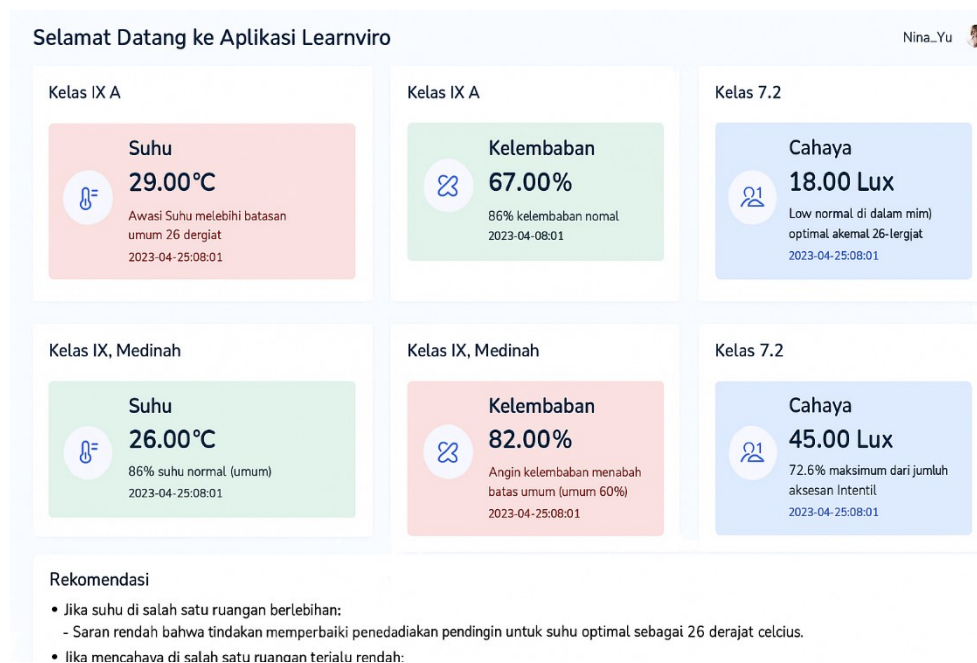 Selamat Datang ke Aplikasi Learnviro
Nina_Yu
Kelas IX A
Suhu
29.00°C
Awasi Suhu melebihi batasan
umum 26 dergiat
2023-04-25:08:01
Kelas IX A
Kelembaban
67.00%
86% kelembaban nomal
2023-04-08:01
Kelas 7.2
Cahaya
18.00 Lux
Low normal di dalam mim)
optimal akemal 26-lergjat
2023-04-25:08:01
Kelas IX, Medinah
Suhu
26.00°C
86% suhu normal (umum)
2023-04-25:08:01
Kelas IX, Medinah
Kelembaban
82.00%
Angin kelembaban menabah
batas umum (umum 60%)
2023-04-25:08:01
Kelas 7.2
Cahaya
45.00 Lux
72.6% maksimum dari jumluh
aksesan Intentil
2023-04-25:08:01
Rekomendasi
• Jika suhu di salah satu ruangan berlebihan:
- Saran rendah bahwa tindakan memperbaiki penedadiakan pendingin untuk suhu optimal sebagai 26 derajat celcius.
• Jika mencahaya di salah satu ruangan terjalu rendah: